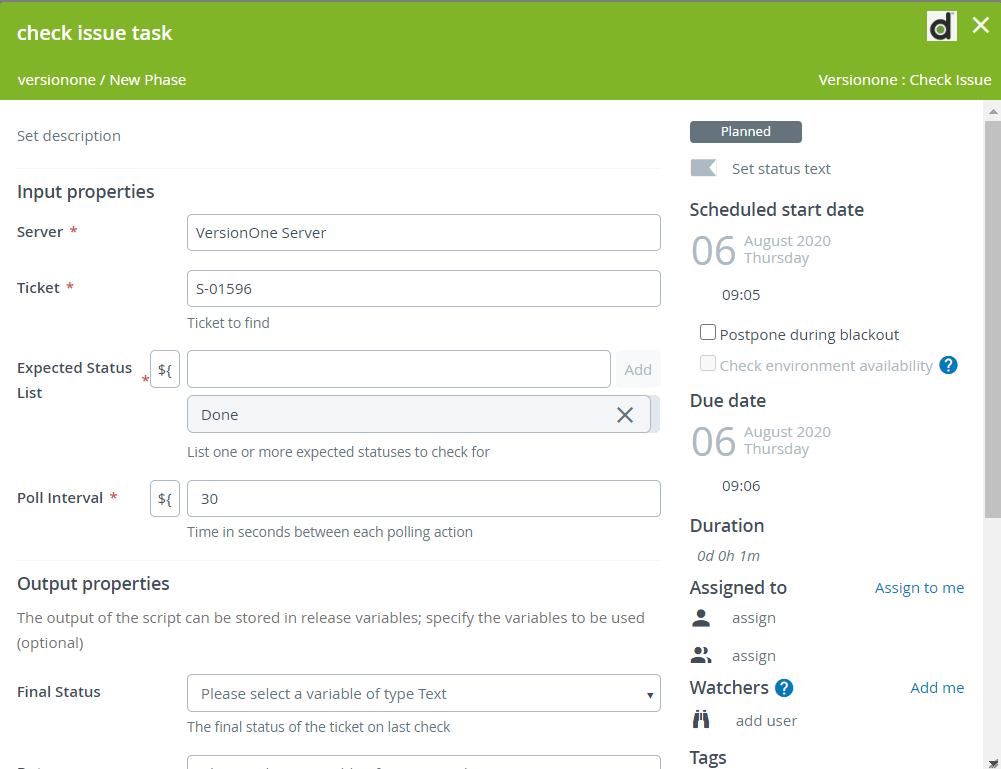 check issue task
versionone / New Phase
Versionone : Check Issue
Set description
Input properties
Server *
VersionOne Server
Ticket *
S-01596
Ticket to find
Expected Status
List
*
${
Add
Done
List one or more expected statuses to check for
Poll Interval *
${
30
Time in seconds between each polling action
Output properties
The output of the script can be stored in release variables; specify the variables to be used
(optional)
Final Status
Please select a variable of type Text
The final status of the ticket on last check
Planned
Set status text
Scheduled start date
06
August 2020
Thursday
09:05
Postpone during blackout
Check environment availability ?
Due date
06
August 2020
Thursday
09:06
Duration
0d 0h 1m
Assigned to
Assign to me
assign
assign
Watchers ?
Add me
add user
Tags